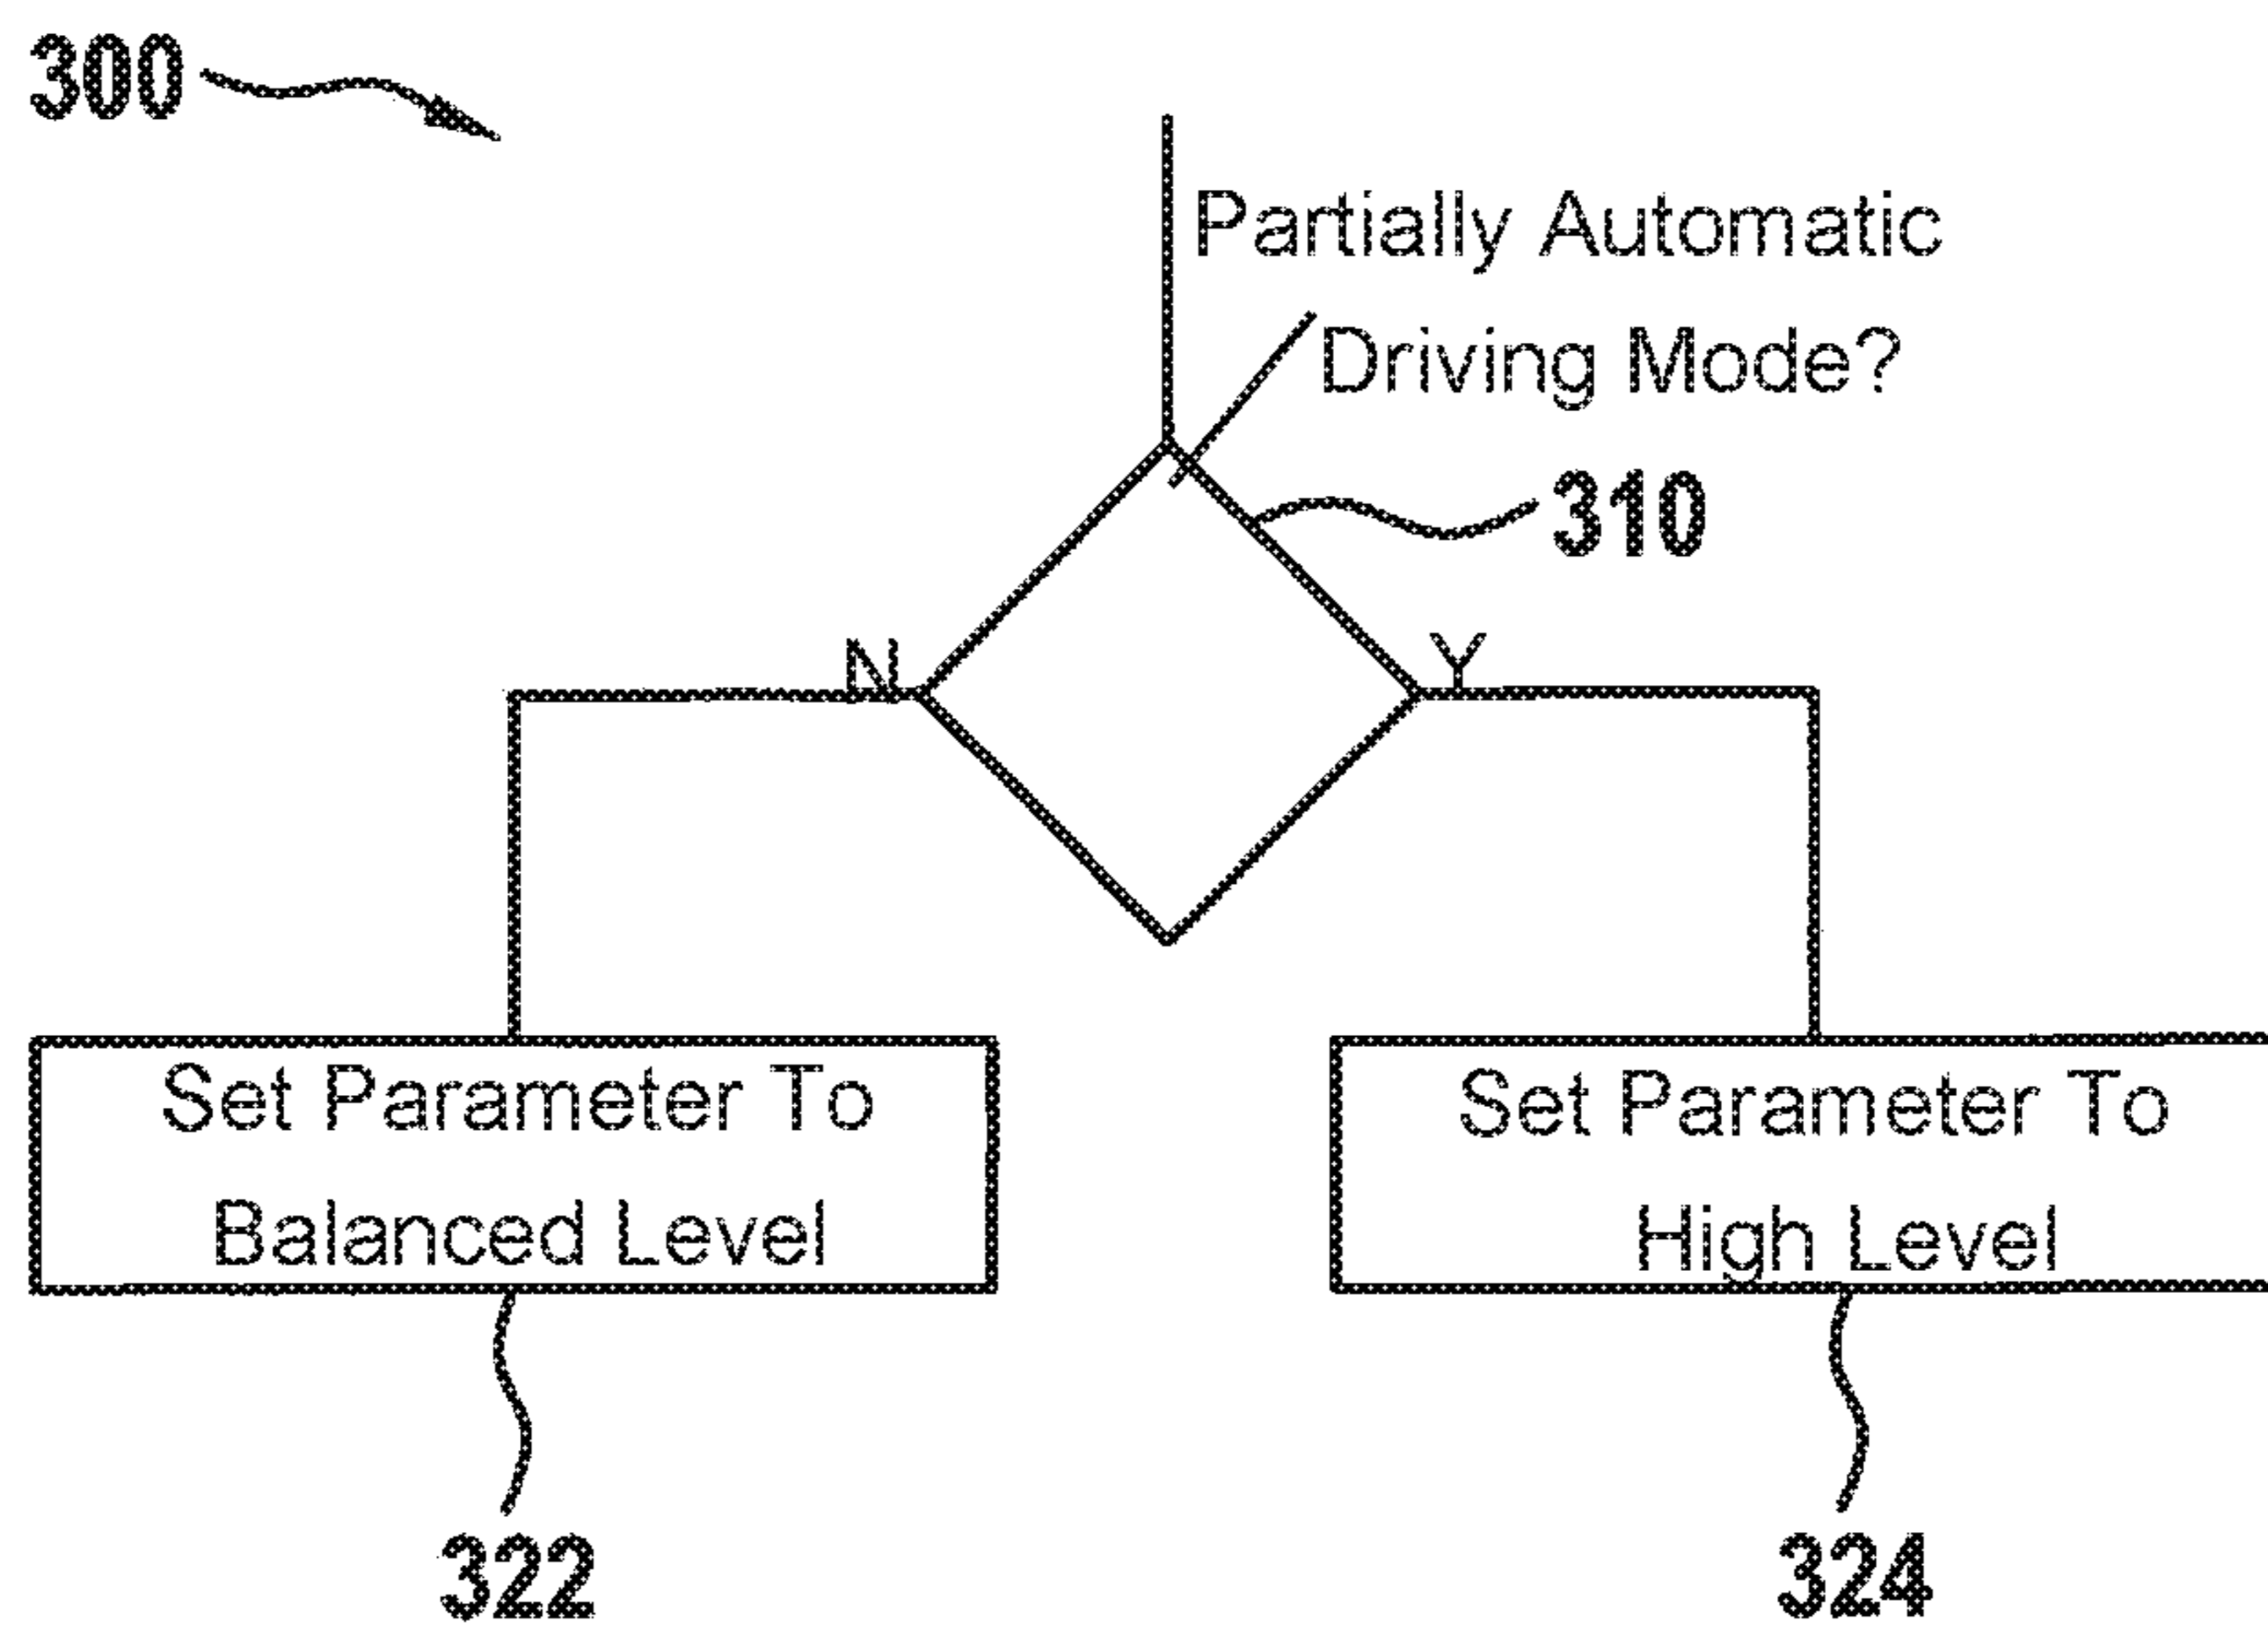 300
Partially Automatic
Driving Mode?
310
N
Y
Set Parameter To
Balanced Level
Set Parameter To
High Level
322
324